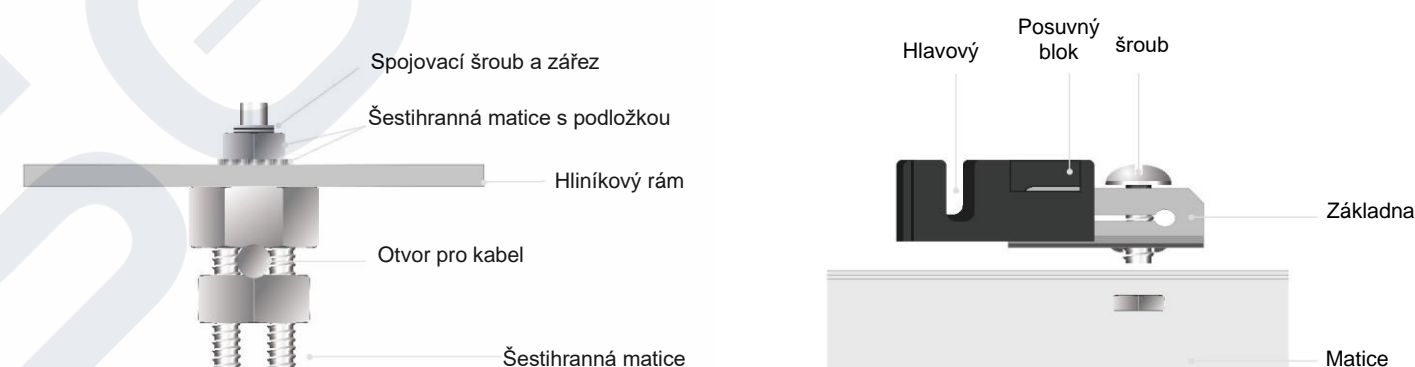 Spojovací šroub a zářez
Šestihranná matice s podložkou
Hliníkový rám
Otvor pro kabel
Šestihranná matice
Hlavový
Posuvný
blok
šroub
Základna
Matice